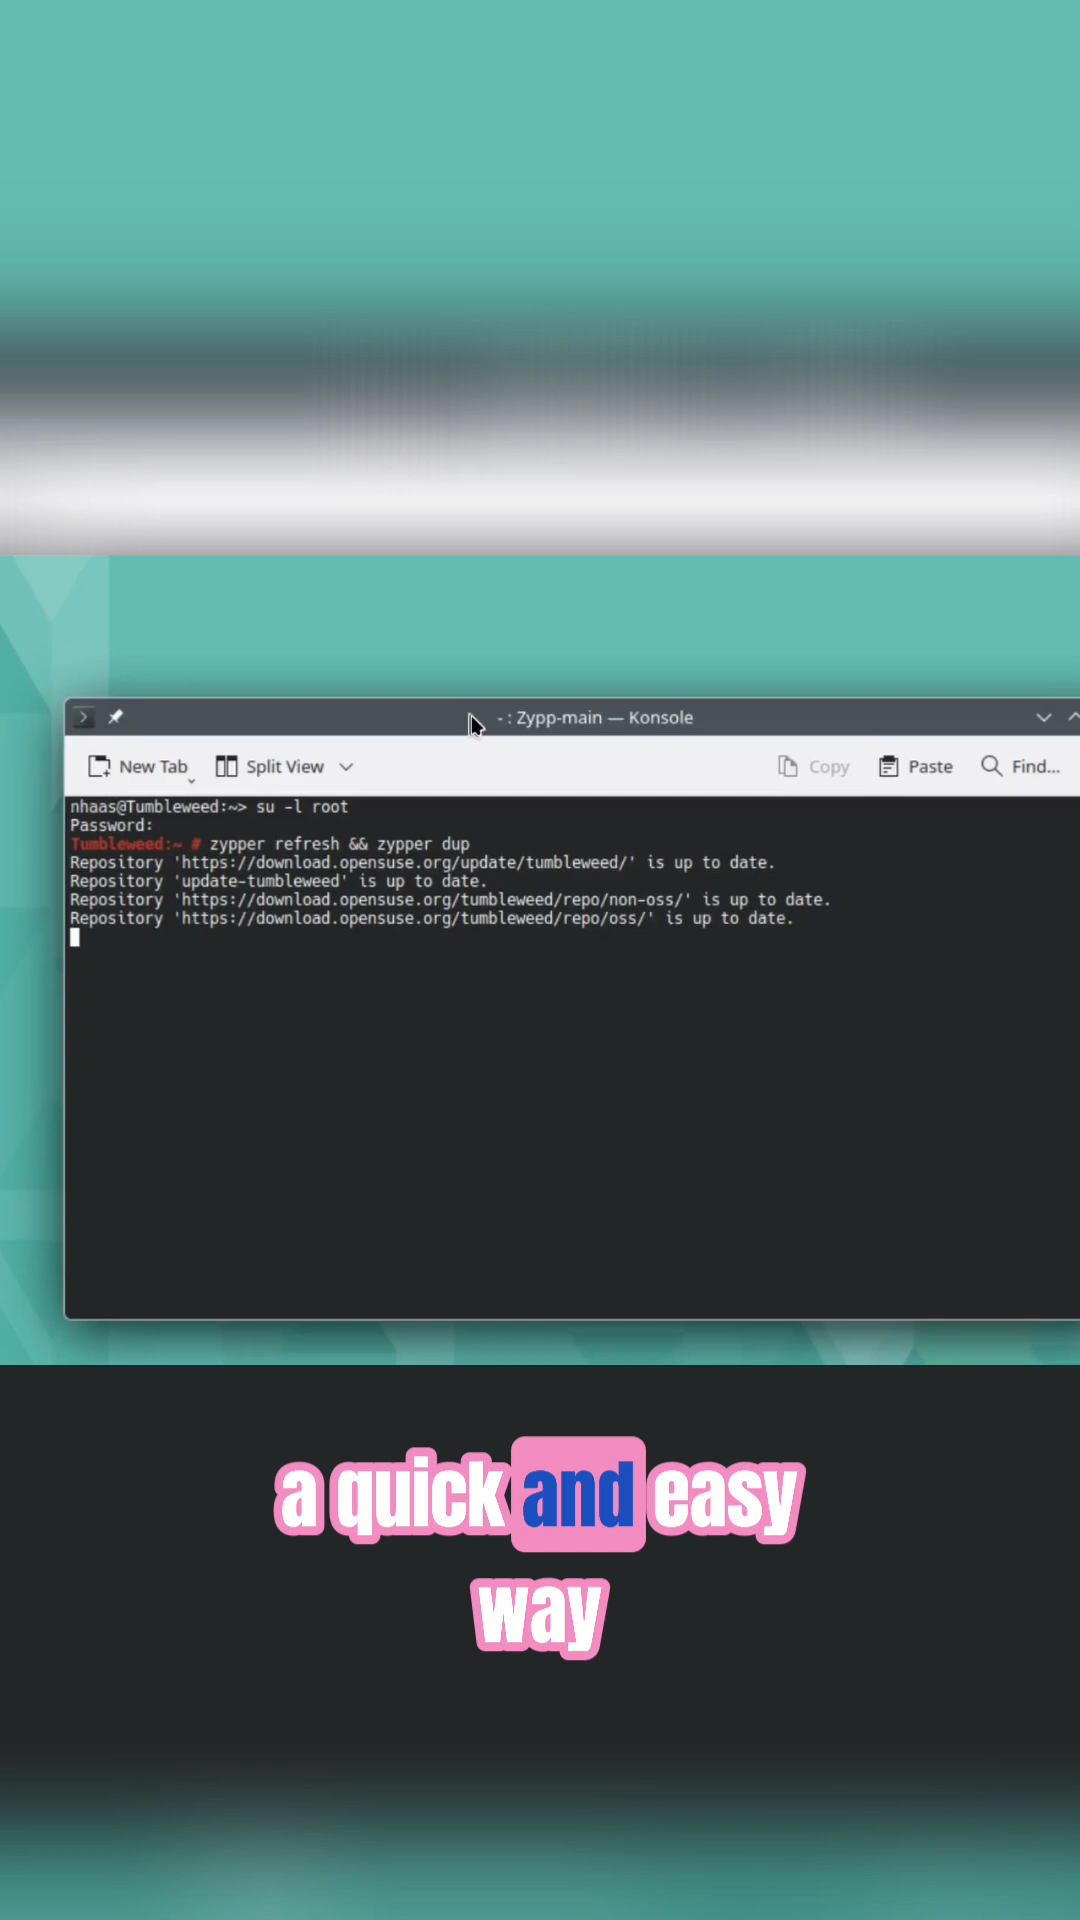 - : Zypp-main — Konsole
New Tab Split View Copy Paste Find...
nhaas@Tumbleweed:~> su -l root
Password:
Tumbleweed:~ # zypper refresh && zypper dup
Repository 'https://download.opensuse.org/update/tumbleweed/' is up to date.
Repository 'update-tumbleweed' is up to date.
Repository 'https://download.opensuse.org/tumbleweed/repo/non-oss/' is up to date.
Repository 'https://download.opensuse.org/tumbleweed/repo/oss/' is up to date.
a quick and easy
way